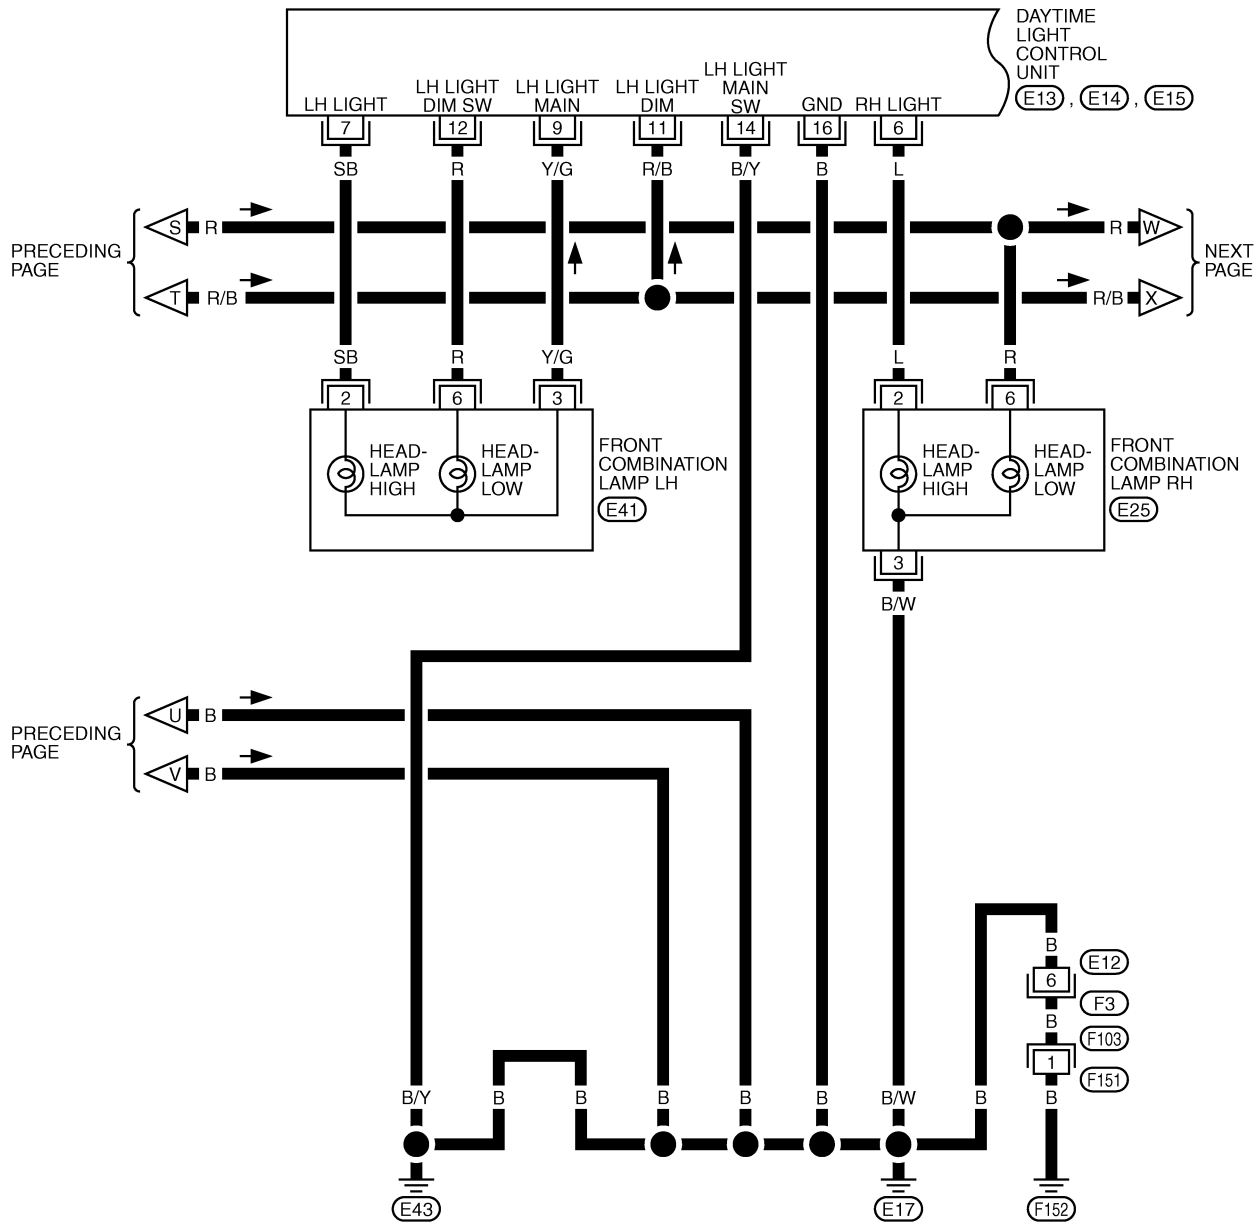 DAYTIME
LIGHT
CONTROL
UNIT
E13 , E14 , E15
LH LIGHT
LH LIGHT
DIM SW
LH LIGHT
MAIN
LH LIGHT
DIM
LH LIGHT
MAIN
SW
GND
RH LIGHT
7 12 9 11 14 16 6
SB R Y/G R/B B/Y B L
PRECEDING
PAGE
S R
R W
T R/B
R/B X
NEXT
PAGE
SB R Y/G L R
2 6 3 2 6
HEAD-
LAMP
HIGH
HEAD-
LAMP
LOW
FRONT
COMBINATION
LAMP LH
E41
HEAD-
LAMP
HIGH
HEAD-
LAMP
LOW
FRONT
COMBINATION
LAMP RH
E25
3
B/W
PRECEDING
PAGE
U B
V B
B
E12
6
F3
B
F103
1
F151
B/Y B B B B B B/W B B
E43 E17 F152